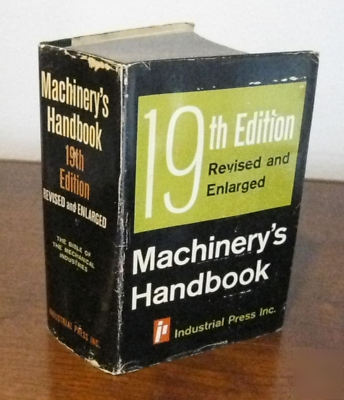 Machinery's
Handbook
19th
Edition
REVISED and ENLARGED
THE BIBLE OF
THE MECHANICAL
INDUSTRIES
INDUSTRIAL PRESS INC.
19th Edition
Revised and
Enlarged
Machinery's
Handbook
Industrial Press Inc.